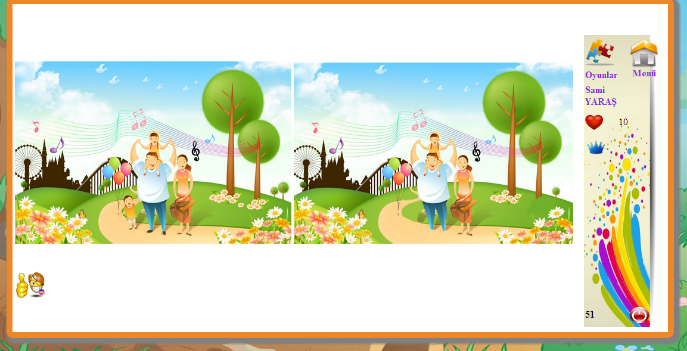 Oyunlar
Menü
Sami
YARAŞ
10
51